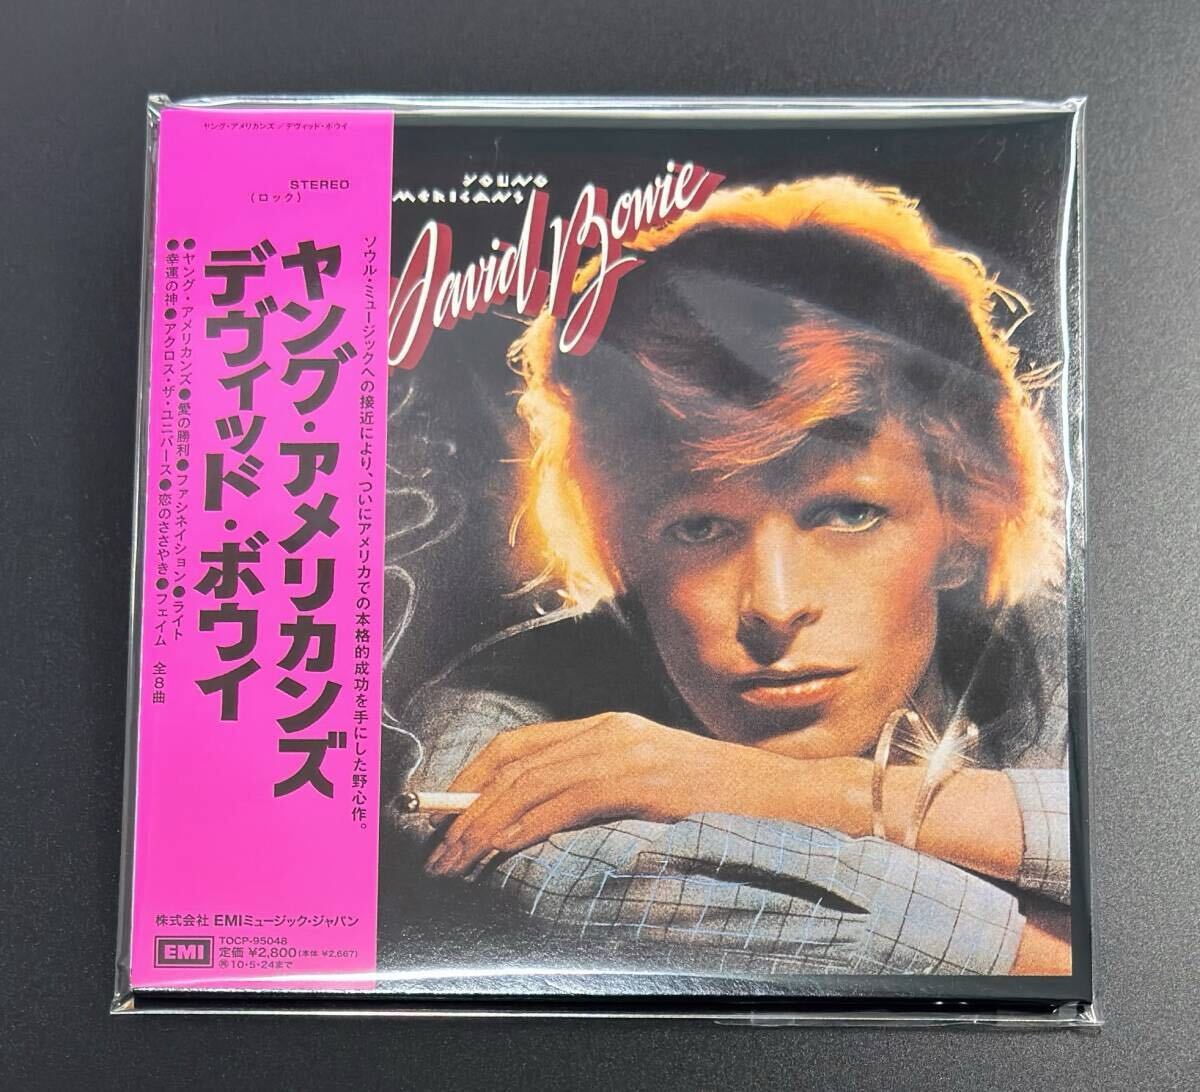 ヤング・アメリカンズ／デヴィッド・ボウイ
STEREO
(ロック)
ソウル・ミュージックへの接近により、ついにアメリカでの本格的成功を手にした野心作。
ヤング・アメリカンズ
デヴィッド・ボウイ
●ヤング・アメリカンズ●愛の勝利●ファシネイション●ライト
●幸運の神●アクロス・ザ・ユニバース●恋のささやき●フェイム 全8曲
株式会社 EMIミュージック・ジャパン
EMI
TOCP-95048
定価 ¥2,800(本体 ¥2,667)
10・5・24まで
YOUNG
MERICANS
David Bowie